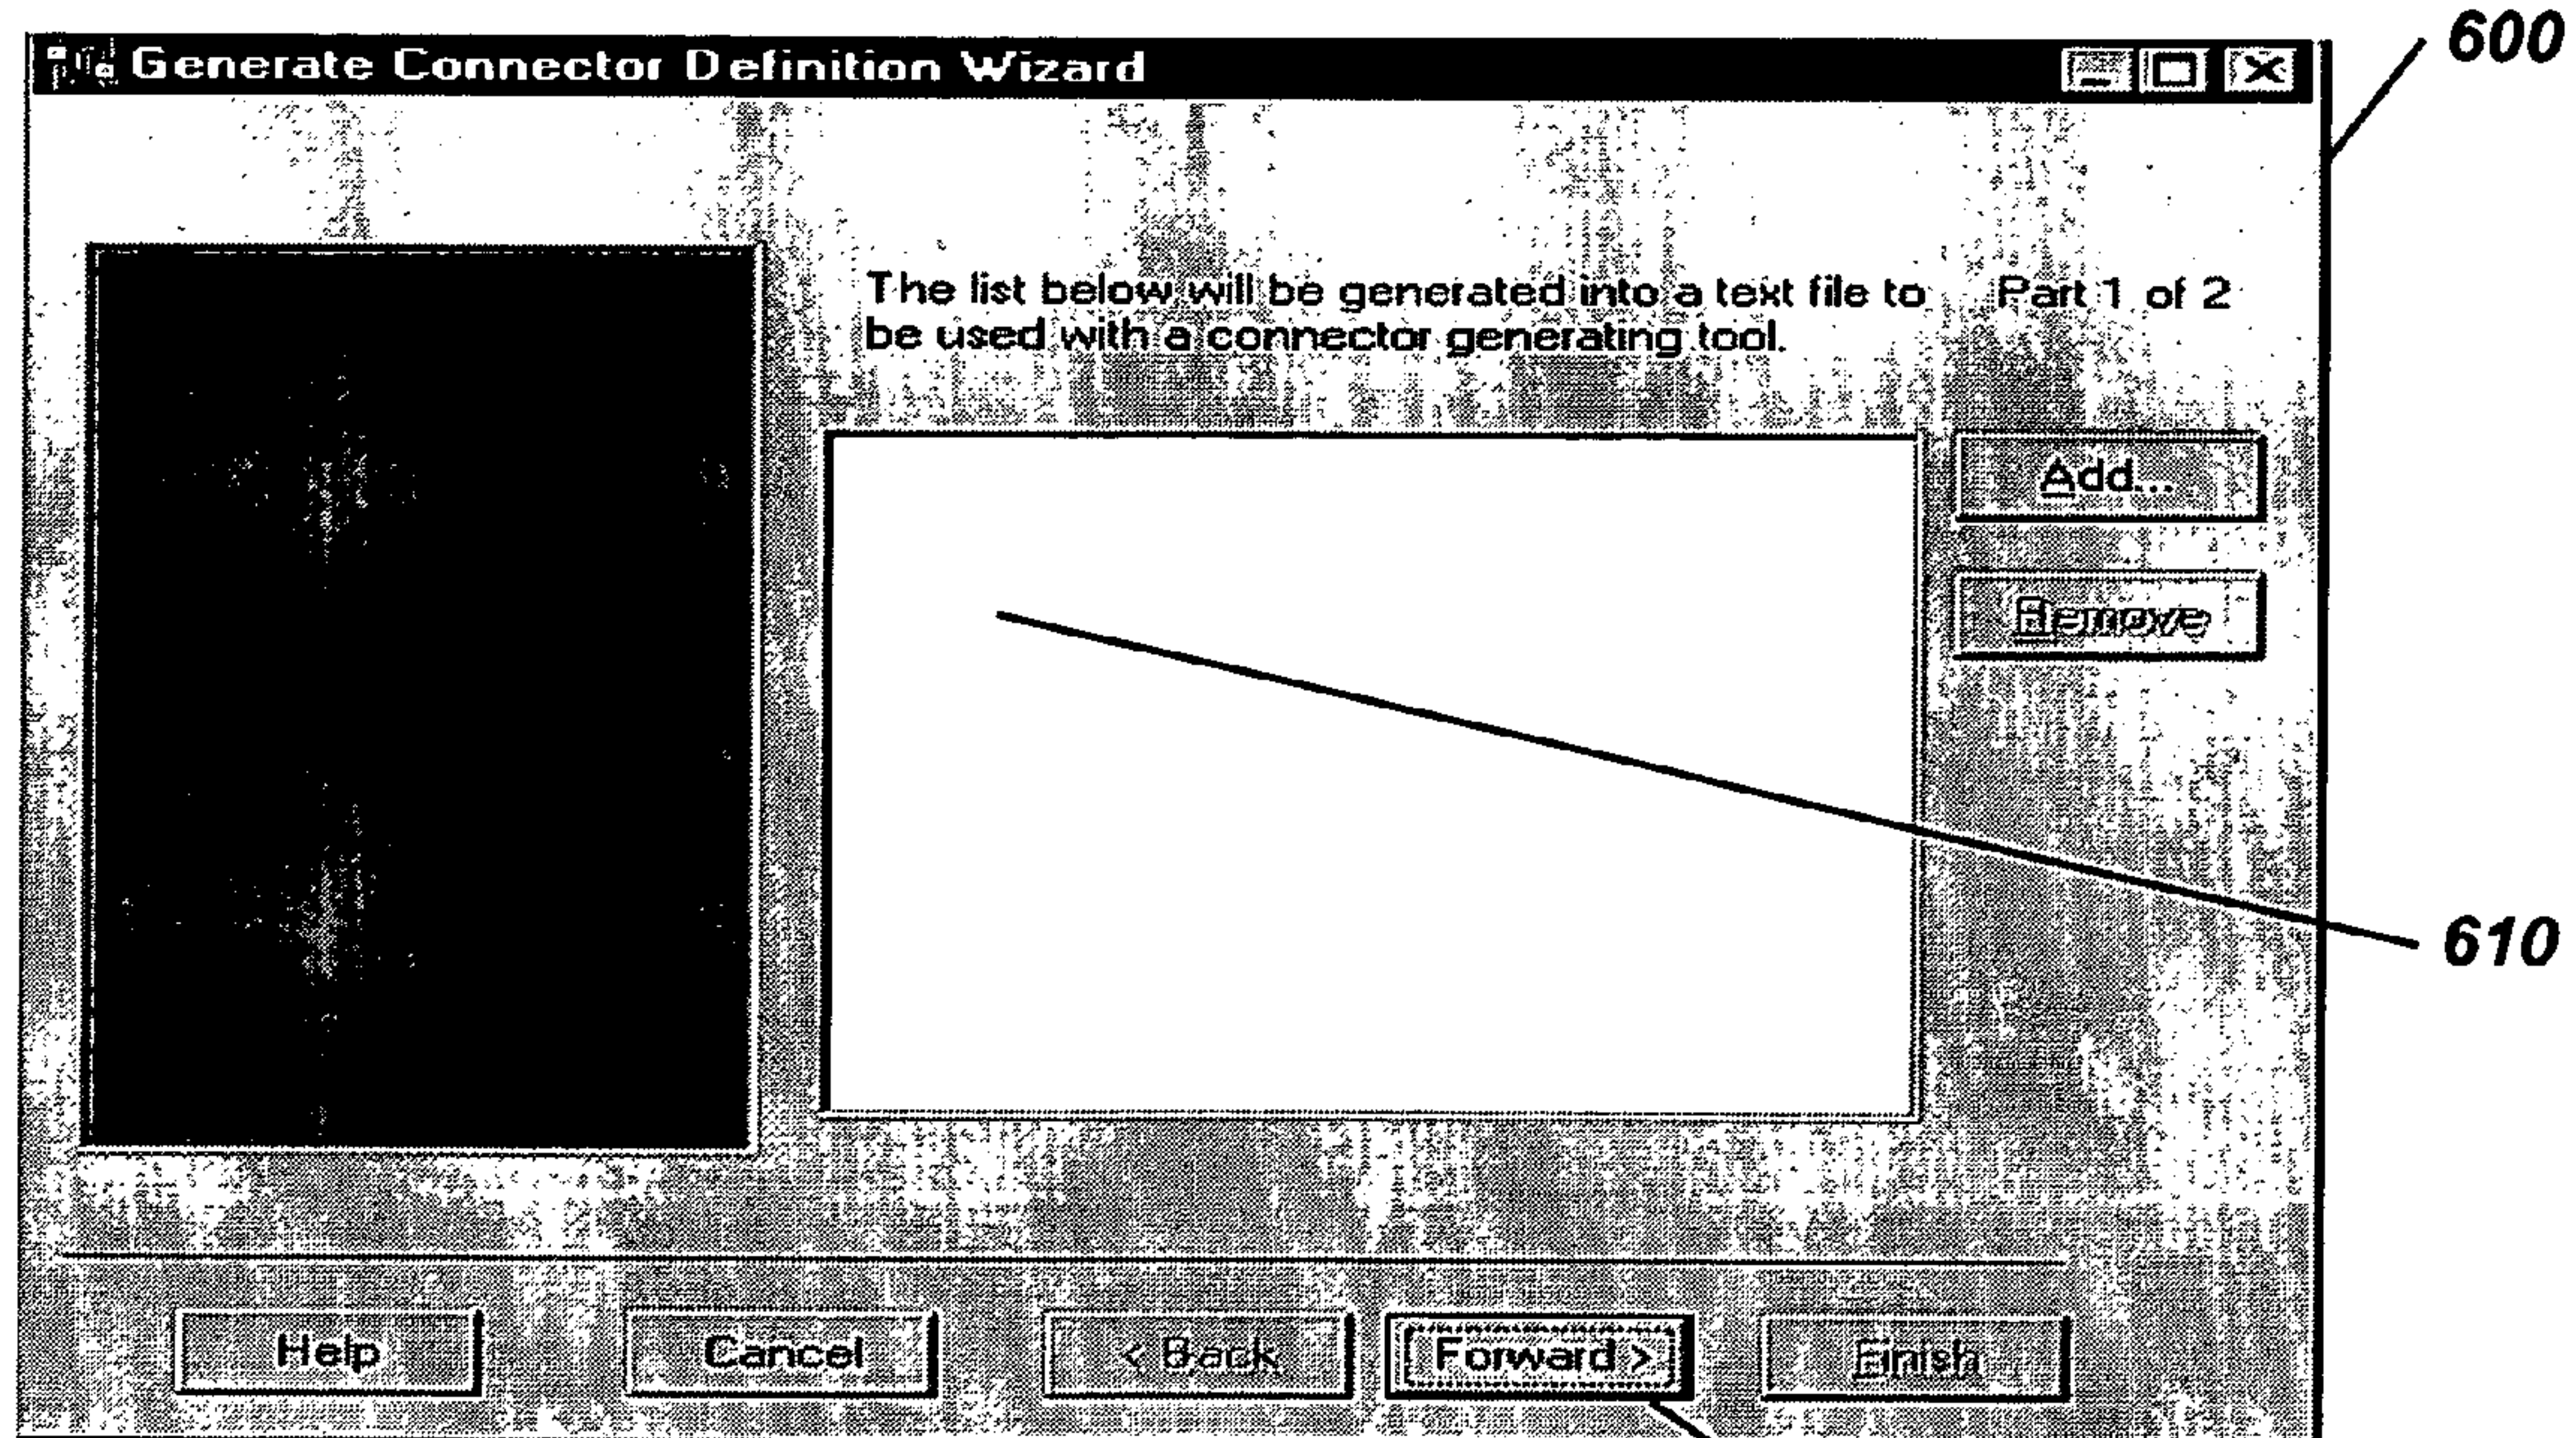 Generate Connector Definition Wizard
600
The list below will be generated into a text file to
be used with a connector generating tool.
Part 1 of 2
Add...
Remove
610
Help
Cancel
< Back
Forward >
Finish